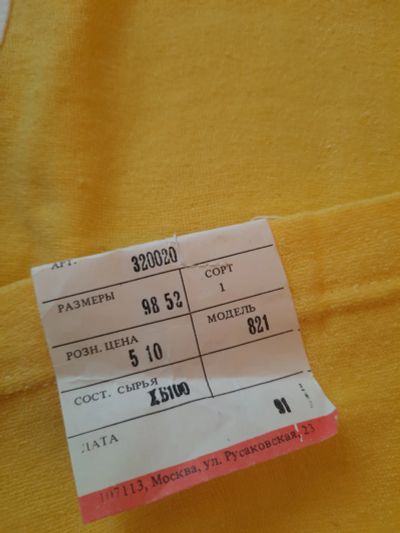 АРТ. 320020
СОРТ
1
РАЗМЕРЫ 98 52
МОДЕЛЬ
821
РОЗН. ЦЕНА
5 10
СОСТ. СЫРЬЯ
ХБ100
ДАТА 91
107113, Москва, ул. Русаковская, 23